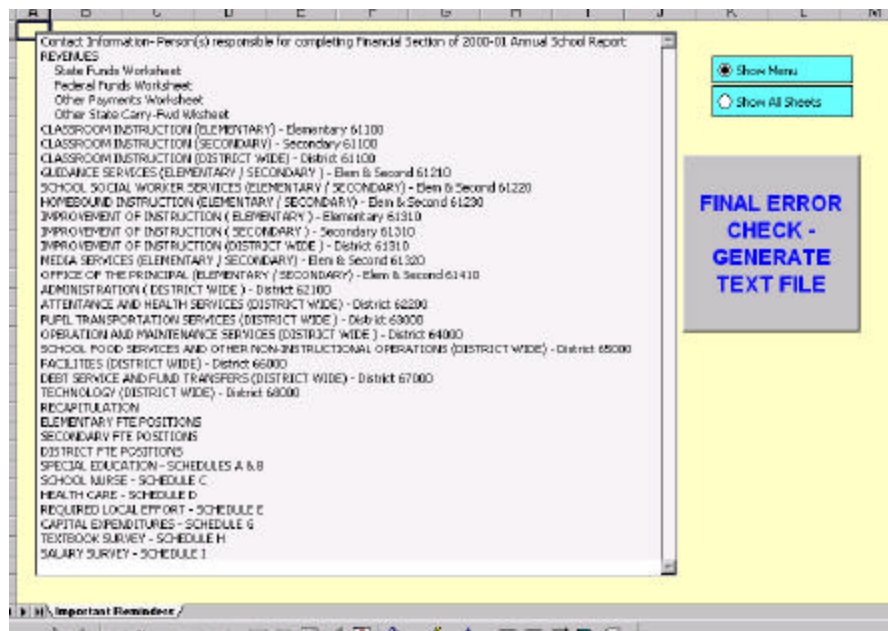 A B C D E F G H I J K L M
Contact Information- Person(s) responsible for completing Financial Section of 2000-01 Annual School Report
REVENUES
State Funds Worksheet
Federal Funds Worksheet
Other Payments Worksheet
Other State Carry-Fwd Wksheet
CLASSROOM INSTRUCTION (ELEMENTARY) - Elementary 61100
CLASSROOM INSTRUCTION (SECONDARY) - Secondary 61100
CLASSROOM INSTRUCTION (DISTRICT WIDE) - District 61100
GUIDANCE SERVICES (ELEMENTARY / SECONDARY ) - Elem & Second 61210
SCHOOL SOCIAL WORKER SERVICES (ELEMENTARY / SECONDARY) - Elem & Second 61220
HOMEBOUND INSTRUCTION (ELEMENTARY / SECONDARY) - Elem & Second 61230
IMPROVEMENT OF INSTRUCTION ( ELEMENTARY ) - Elementary 61310
IMPROVEMENT OF INSTRUCTION ( SECONDARY ) - Secondary 61310
IMPROVEMENT OF INSTRUCTION (DISTRICT WIDE ) - District 61310
MEDIA SERVICES (ELEMENTARY / SECONDARY) - Elem & Second 61320
OFFICE OF THE PRINCIPAL (ELEMENTARY / SECONDARY) - Elem & Second 61410
ADMINISTRATION ( DISTRICT WIDE ) - District 62100
ATTENTANCE AND HEALTH SERVICES (DISTRICT WIDE) - District 62200
PUPIL TRANSPORTATION SERVICES (DISTRICT WIDE ) - District 63000
OPERATION AND MAINTENANCE SERVICES (DISTRICT WIDE ) - District 64000
SCHOOL FOOD SERVICES AND OTHER NON-INSTRUCTIONAL OPERATIONS (DISTRICT WIDE) - District 65000
FACILITIES (DISTRICT WIDE) - District 66000
DEBT SERVICE AND FUND TRANSFERS (DISTRICT WIDE) - District 67000
TECHNOLOGY (DISTRICT WIDE) - District 68000
RECAPITULATION
ELEMENTARY FTE POSITIONS
SECONDARY FTE POSITIONS
DISTRICT FTE POSITIONS
SPECIAL EDUCATION - SCHEDULES A & B
SCHOOL NURSE - SCHEDULE C
HEALTH CARE - SCHEDULE D
REQUIRED LOCAL EFFORT - SCHEDULE E
CAPITAL EXPENDITURES - SCHEDULE G
TEXTBOOK SURVEY - SCHEDULE H
SALARY SURVEY - SCHEDULE I
Show Menu
Show All Sheets
FINAL ERROR
CHECK -
GENERATE
TEXT FILE
Important Reminders